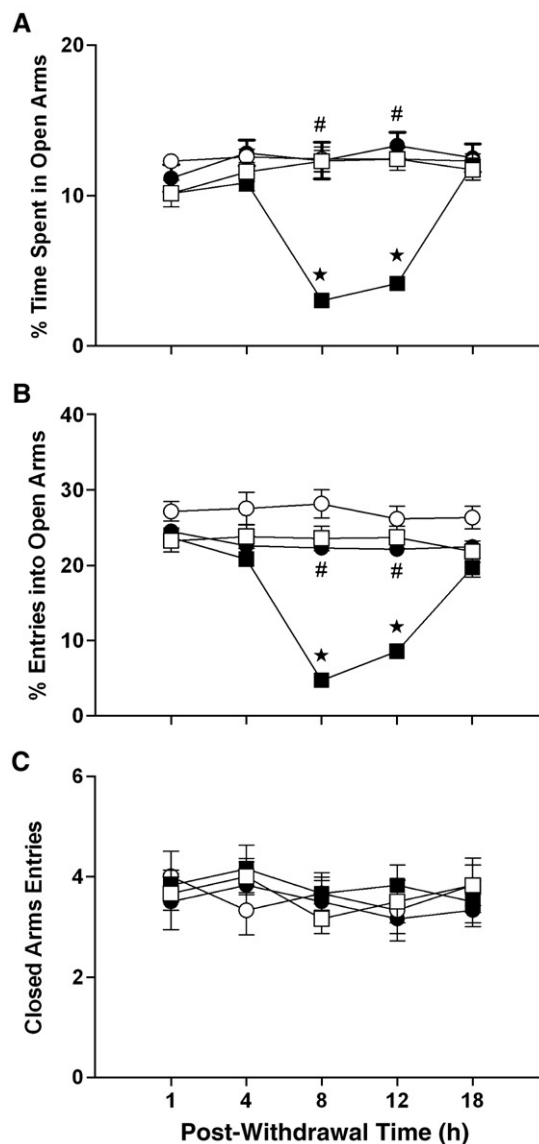 A
% Time Spent in Open Arms
20
# #
10
★ ★
0
B
% Entries into Open Arms
40
30
20
# #
★ ★
10
0
C
Closed Arms Entries
6
4
2
0
1 4 8 12 18
Post-Withdrawal Time (h)